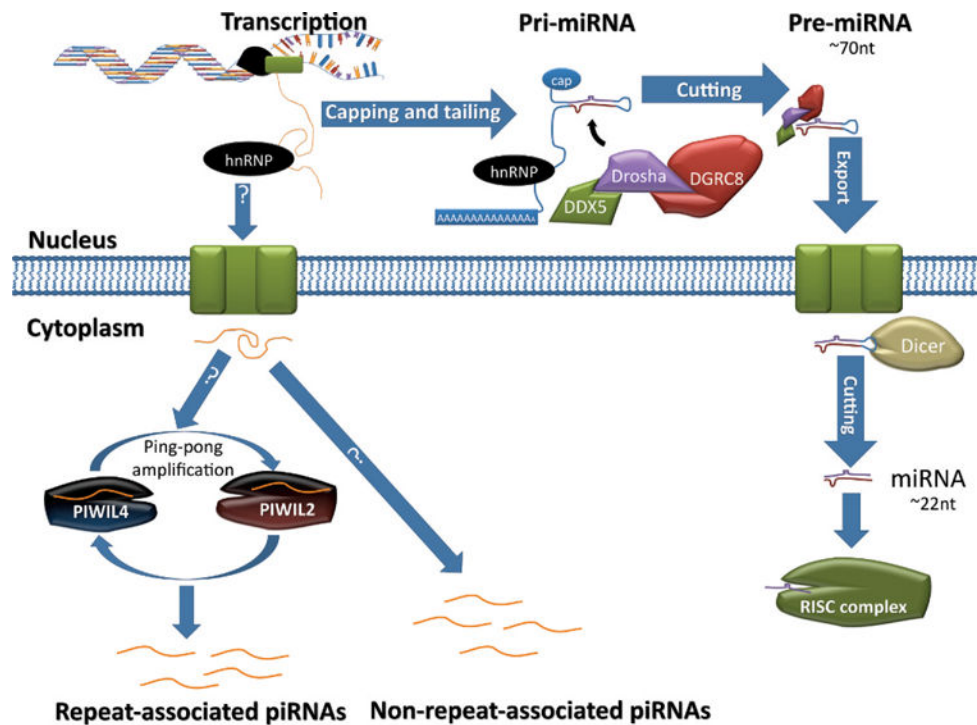 Transcription
Pri-miRNA
Pre-miRNA
~70nt
cap
Capping and tailing
Cutting
hnRNP
?
hnRNP
Drosha
DGRC8
DDX5
AAAAAAAAAAAAA
Export
Nucleus
Cytoplasm
Dicer
?
?
Cutting
Ping-pong
amplification
PIWIL4
PIWIL2
miRNA
~22nt
RISC complex
Repeat-associated piRNAs
Non-repeat-associated piRNAs